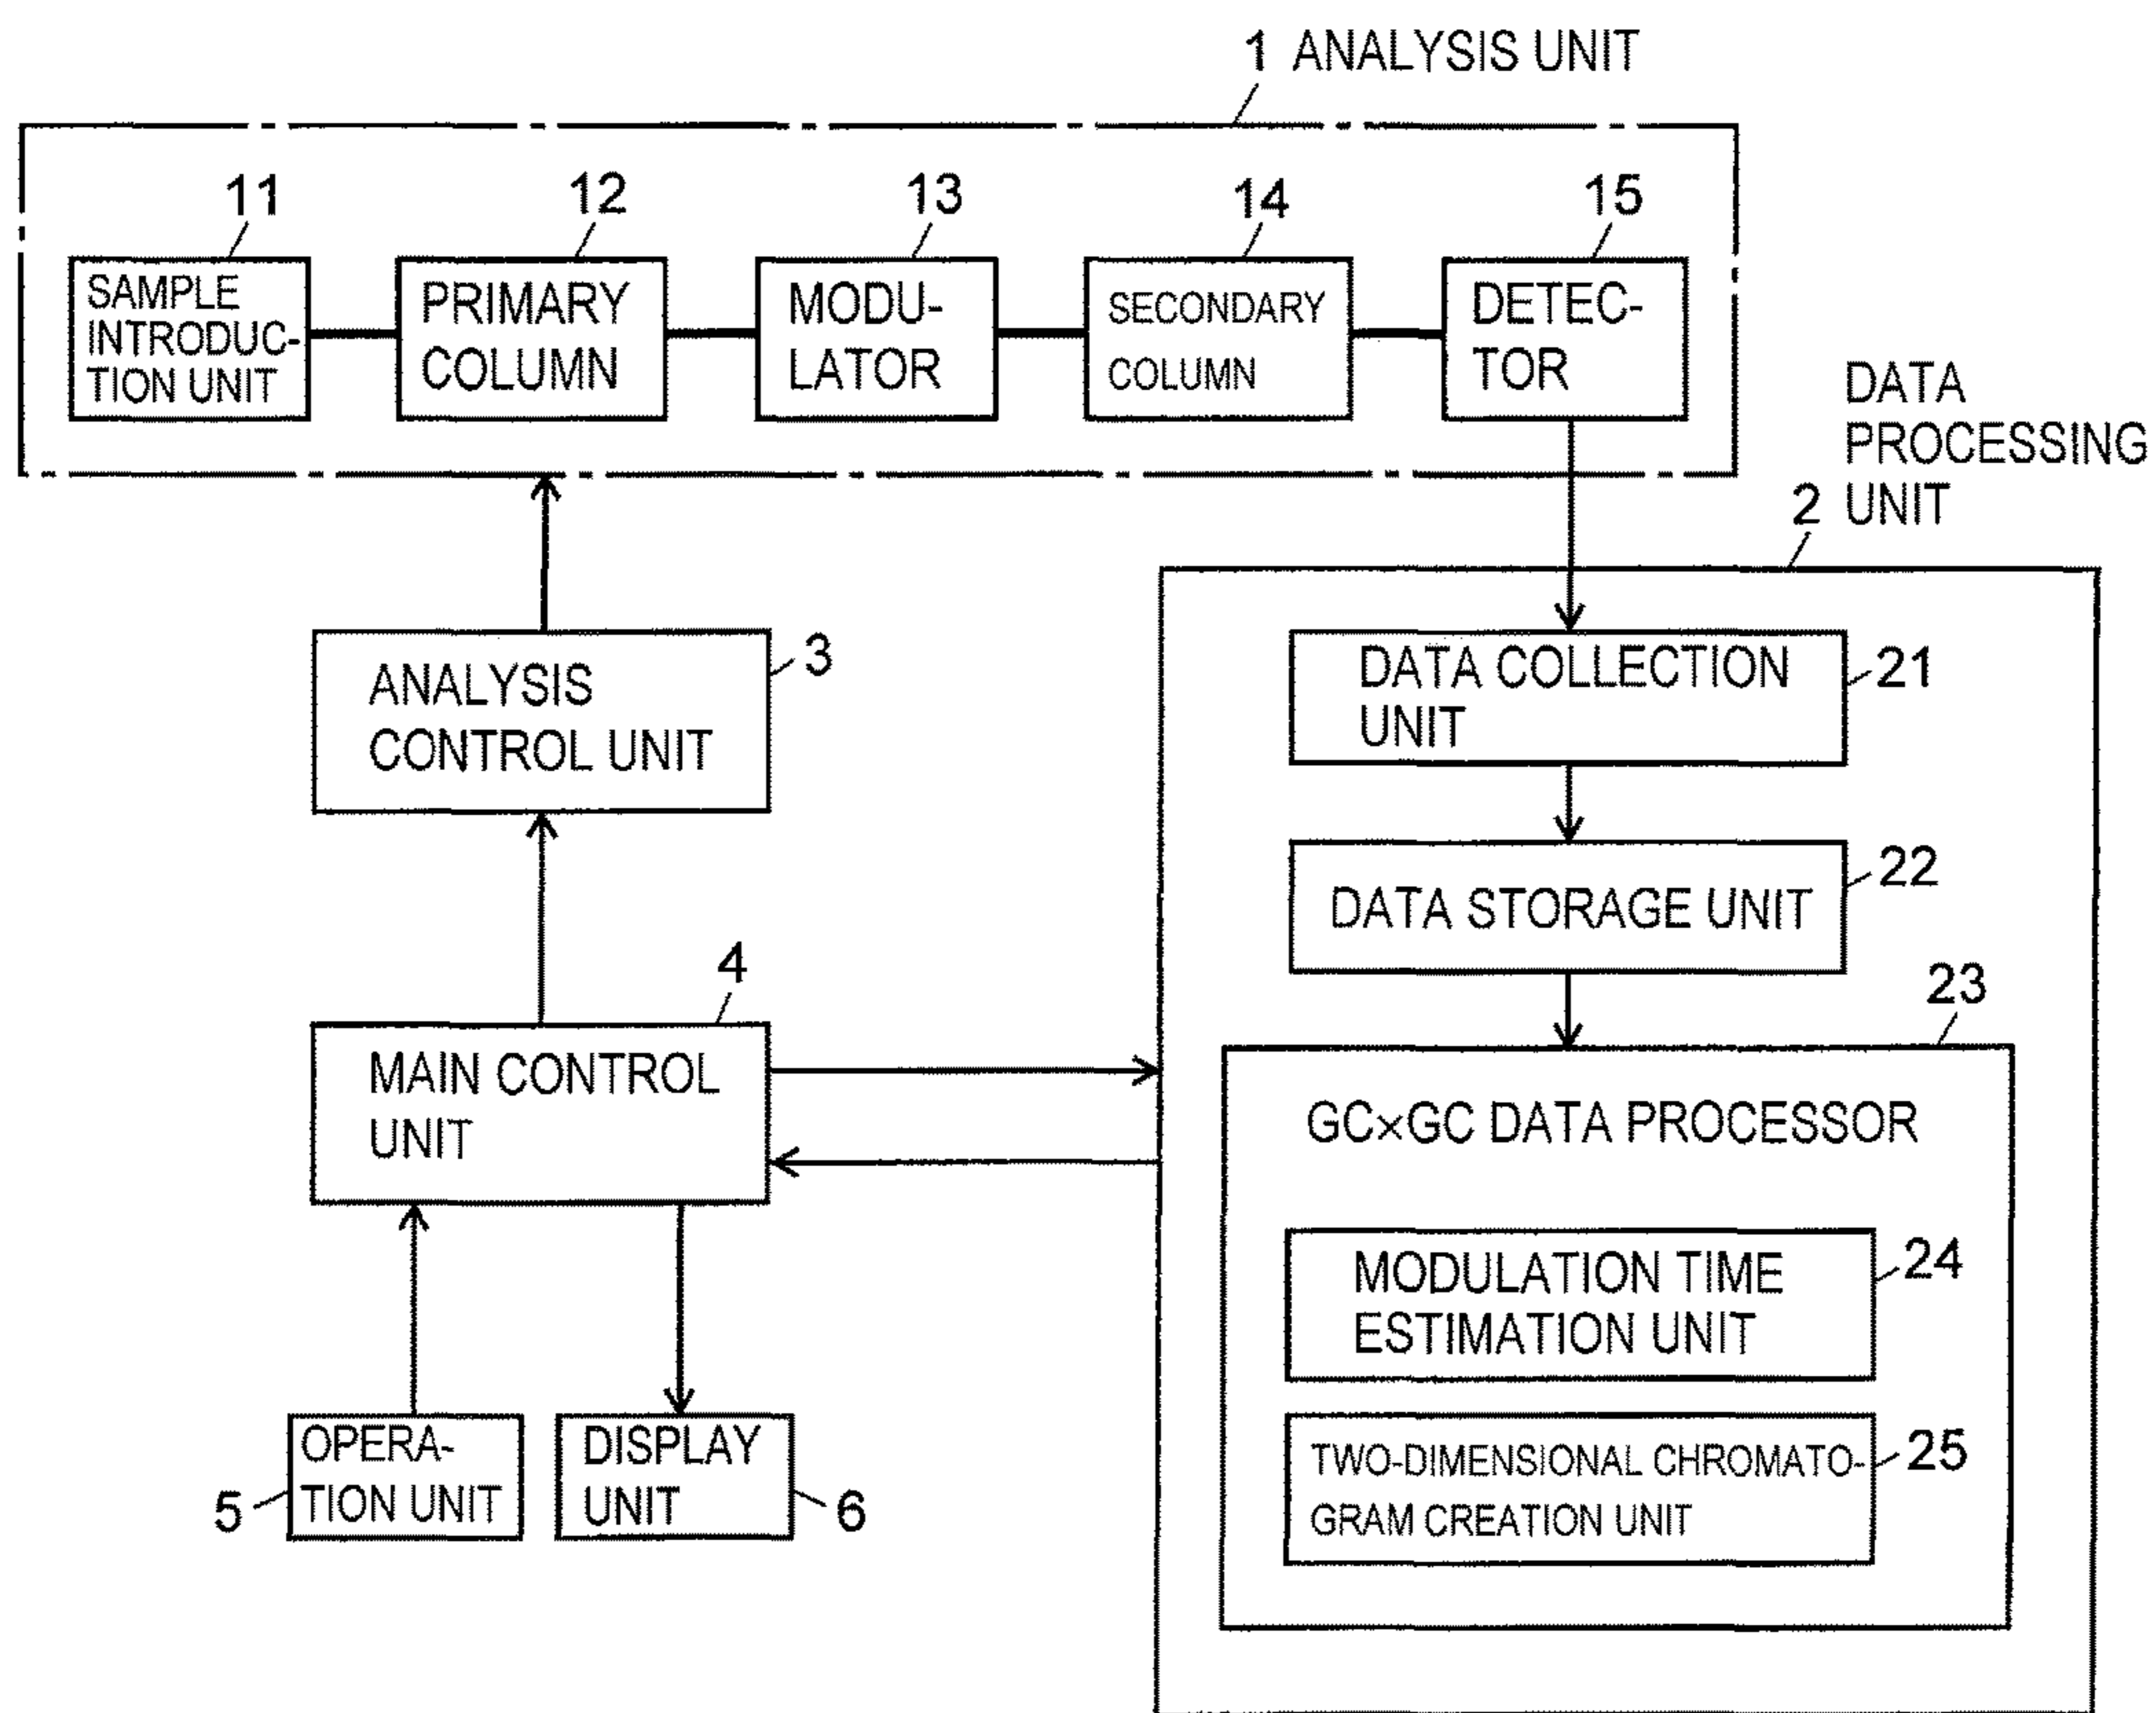 1 ANALYSIS UNIT
11
12
13
14
15
SAMPLE
INTRODUC-
TION UNIT
PRIMARY
COLUMN
MODU-
LATOR
SECONDARY
COLUMN
DETEC-
TOR
DATA
PROCESSING
2 UNIT
ANALYSIS
CONTROL UNIT
3
DATA COLLECTION
UNIT
21
DATA STORAGE UNIT
22
4
MAIN CONTROL
UNIT
23
GC×GC DATA PROCESSOR
MODULATION TIME
ESTIMATION UNIT
24
TWO-DIMENSIONAL CHROMATO-
GRAM CREATION UNIT
25
OPERA-
TION UNIT
5
DISPLAY
UNIT
6